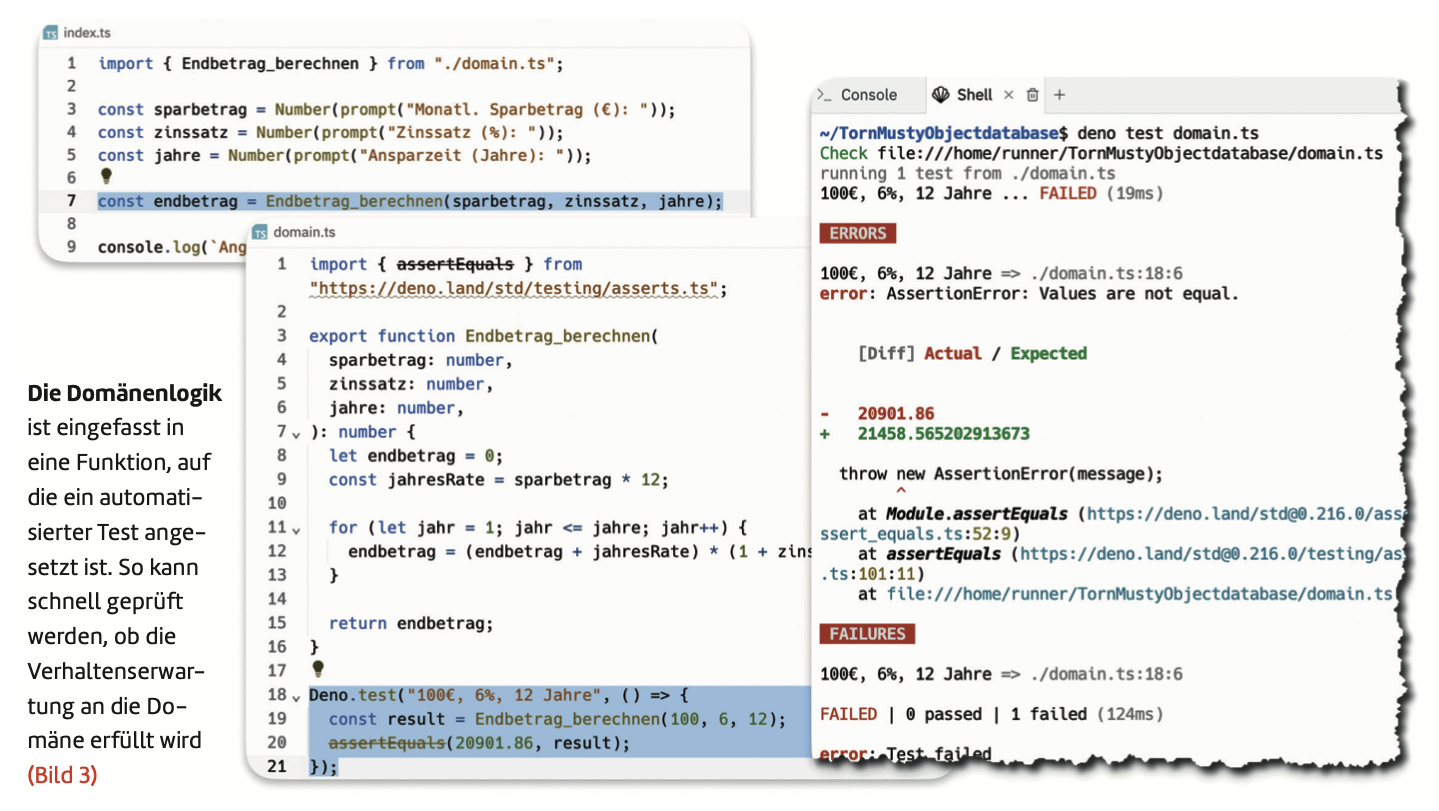 index.ts
1 import { Endbetrag_berechnen } from "./domain.ts";
2
3 const sparbetrag = Number(prompt("Monatl. Sparbetrag (€): "));
4 const zinssatz = Number(prompt("Zinssatz (%): "));
5 const jahre = Number(prompt("Ansparzeit (Jahre): "));
6
7 const endbetrag = Endbetrag_berechnen(sparbetrag, zinssatz, jahre);
8
9 console.log(`Ang
domain.ts
1 import { assertEquals } from
"https://deno.land/std/testing/asserts.ts";
2
3 export function Endbetrag_berechnen(
4 sparbetrag: number,
5 zinssatz: number,
6 jahre: number,
7 ): number {
8 let endbetrag = 0;
9 const jahresRate = sparbetrag * 12;
10
11 for (let jahr = 1; jahr <= jahre; jahr++) {
12 endbetrag = (endbetrag + jahresRate) * (1 + zins
13 }
14
15 return endbetrag;
16 }
17
18 Deno.test("100€, 6%, 12 Jahre", () => {
19 const result = Endbetrag_berechnen(100, 6, 12);
20 assertEquals(20901.86, result);
21 });
>_ Console Shell × +
~/TornMustyObjectdatabase$ deno test domain.ts
Check file:///home/runner/TornMustyObjectdatabase/domain.ts
running 1 test from ./domain.ts
100€, 6%, 12 Jahre ... FAILED (19ms)
ERRORS
100€, 6%, 12 Jahre => ./domain.ts:18:6
error: AssertionError: Values are not equal.
[Diff] Actual / Expected
- 20901.86
+ 21458.565202913673
throw new AssertionError(message);
^
at Module.assertEquals (https://deno.land/std@0.216.0/ass
ssert_equals.ts:52:9)
at assertEquals (https://deno.land/std@0.216.0/testing/as
.ts:101:11)
at file:///home/runner/TornMustyObjectdatabase/domain.ts
FAILURES
100€, 6%, 12 Jahre => ./domain.ts:18:6
FAILED | 0 passed | 1 failed (124ms)
error: Test failed
Die Domänenlogik
ist eingefasst in
eine Funktion, auf
die ein automati-
sierter Test ange-
setzt ist. So kann
schnell geprüft
werden, ob die
Verhaltenserwar-
tung an die Do-
mäne erfüllt wird
(Bild 3)